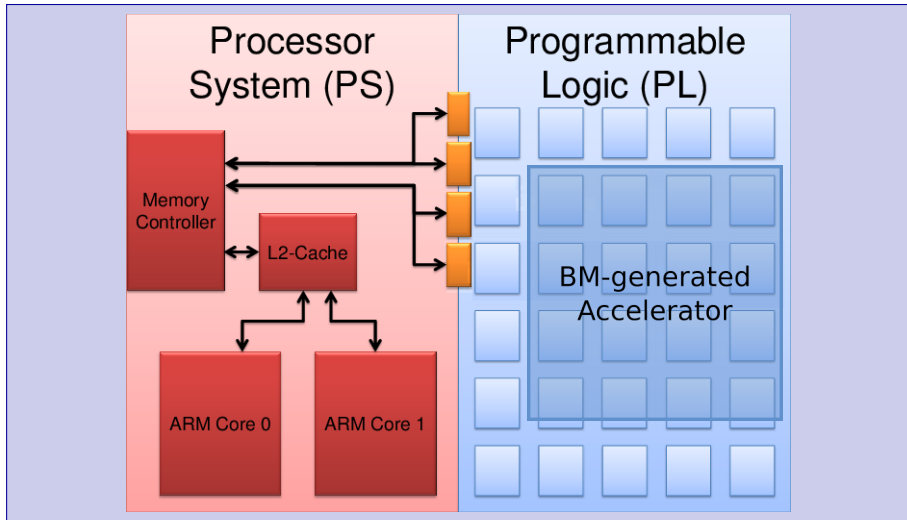 Processor
System (PS)
Programmable
Logic (PL)
Memory
Controller
L2-Cache
BM-generated
Accelerator
ARM Core 0
ARM Core 1